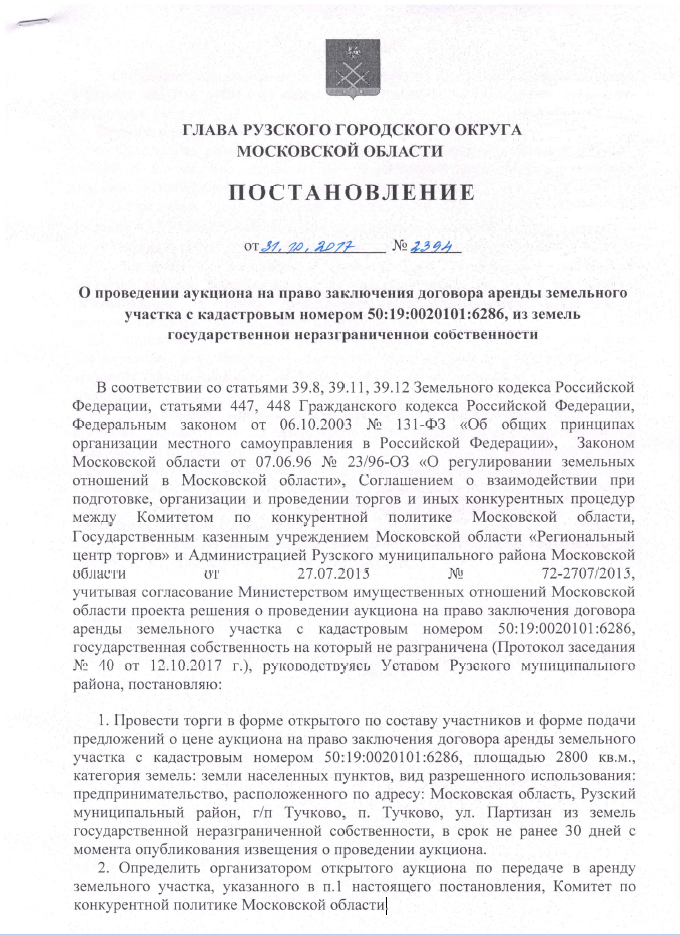 ГЛАВА РУЗСКОГО ГОРОДСКОГО ОКРУГА
МОСКОВСКОЙ ОБЛАСТИ
ПОСТАНОВЛЕНИЕ
от 31.10.2017 № 2394
О проведении аукциона на право заключения договора аренды земельного
участка с кадастровым номером 50:19:0020101:6286, из земель
государственной неразграниченной собственности
В соответствии со статьями 39.8, 39.11, 39.12 Земельного кодекса Российской
Федерации, статьями 447, 448 Гражданского кодекса Российской Федерации,
Федеральным законом от 06.10.2003 № 131-ФЗ «Об общих принципах
организации местного самоуправления в Российской Федерации», Законом
Московской области от 07.06.96 № 23/96-ОЗ «О регулировании земельных
отношений в Московской области», Соглашением о взаимодействии при
подготовке, организации и проведении торгов и иных конкурентных процедур
между Комитетом по конкурентной политике Московской области,
Государственным казенным учреждением Московской области «Региональный
центр торгов» и Администрацией Рузского муниципального района Московской
области от 27.07.2015 № 72-2707/2015,
учитывая согласование Министерством имущественных отношений Московской
области проекта решения о проведении аукциона на право заключения договора
аренды земельного участка с кадастровым номером 50:19:0020101:6286,
государственная собственность на который не разграничена (Протокол заседания
№ 40 от 12.10.2017 г.), руководствуясь Уставом Рузского муниципального
района, постановляю:
1. Провести торги в форме открытого по составу участников и форме подачи
предложений о цене аукциона на право заключения договора аренды земельного
участка с кадастровым номером 50:19:0020101:6286, площадью 2800 кв.м.,
категория земель: земли населенных пунктов, вид разрешенного использования:
предпринимательство, расположенного по адресу: Московская область, Рузский
муниципальный район, г/п Тучково, п. Тучково, ул. Партизан из земель
государственной неразграниченной собственности, в срок не ранее 30 дней с
момента опубликования извещения о проведении аукциона.
2. Определить организатором открытого аукциона по передаче в аренду
земельного участка, указанного в п.1 настоящего постановления, Комитет по
конкурентной политике Московской области